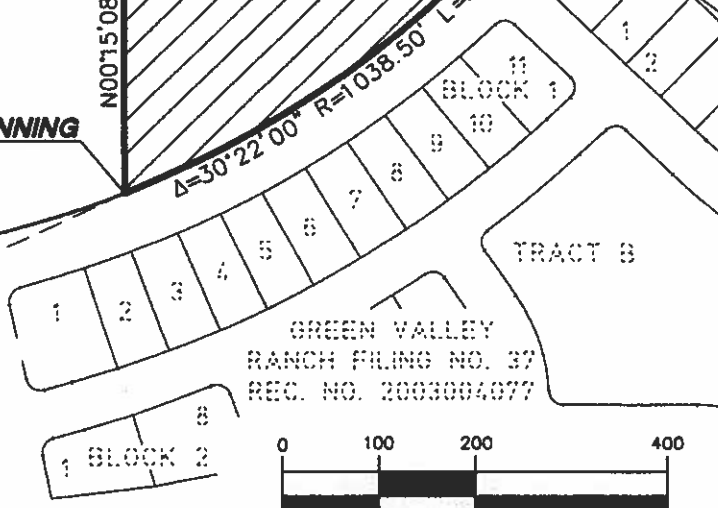 N00°15'08
NNING
Δ=30°22'00" R=1038.50' L=
BLOCK 1
1
2
3
4
5
6
7
8
9
10
11
1
2
TRACT B
GREEN VALLEY
RANCH FILING NO. 37
REC. NO. 2003004077
8
1 BLOCK 2
0 100 200 400